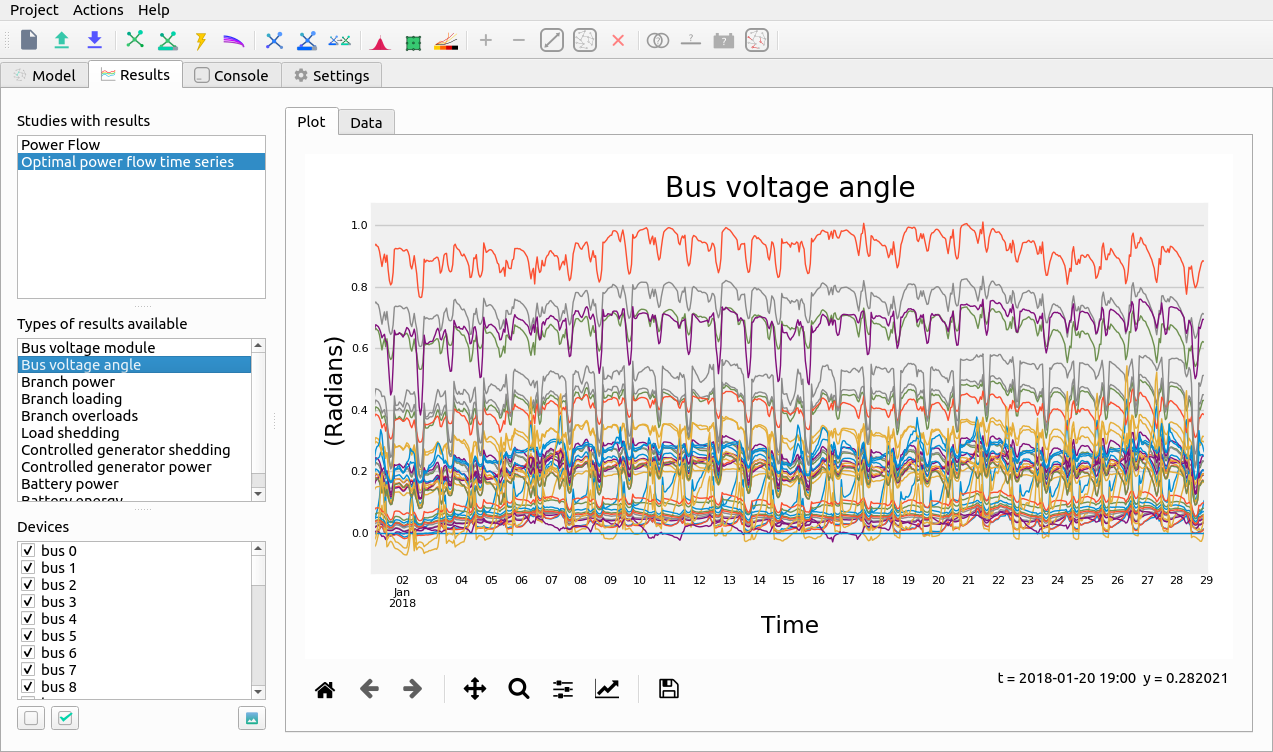 Project Actions Help
Model Results Console Settings
Studies with results
Power Flow
Optimal power flow time series
Types of results available
Bus voltage module
Bus voltage angle
Branch power
Branch loading
Branch overloads
Load shedding
Controlled generator shedding
Controlled generator power
Battery power
Battery energy
Devices
bus 0
bus 1
bus 2
bus 3
bus 4
bus 5
bus 6
bus 7
bus 8
Plot Data
Bus voltage angle
(Radians)
1.0
0.8
0.6
0.4
0.2
0.0
02 03 04 05 06 07 08 09 10 11 12 13 14 15 16 17 18 19 20 21 22 23 24 25 26 27 28 29
Jan
2018
Time
t = 2018-01-20 19:00 y = 0.282021